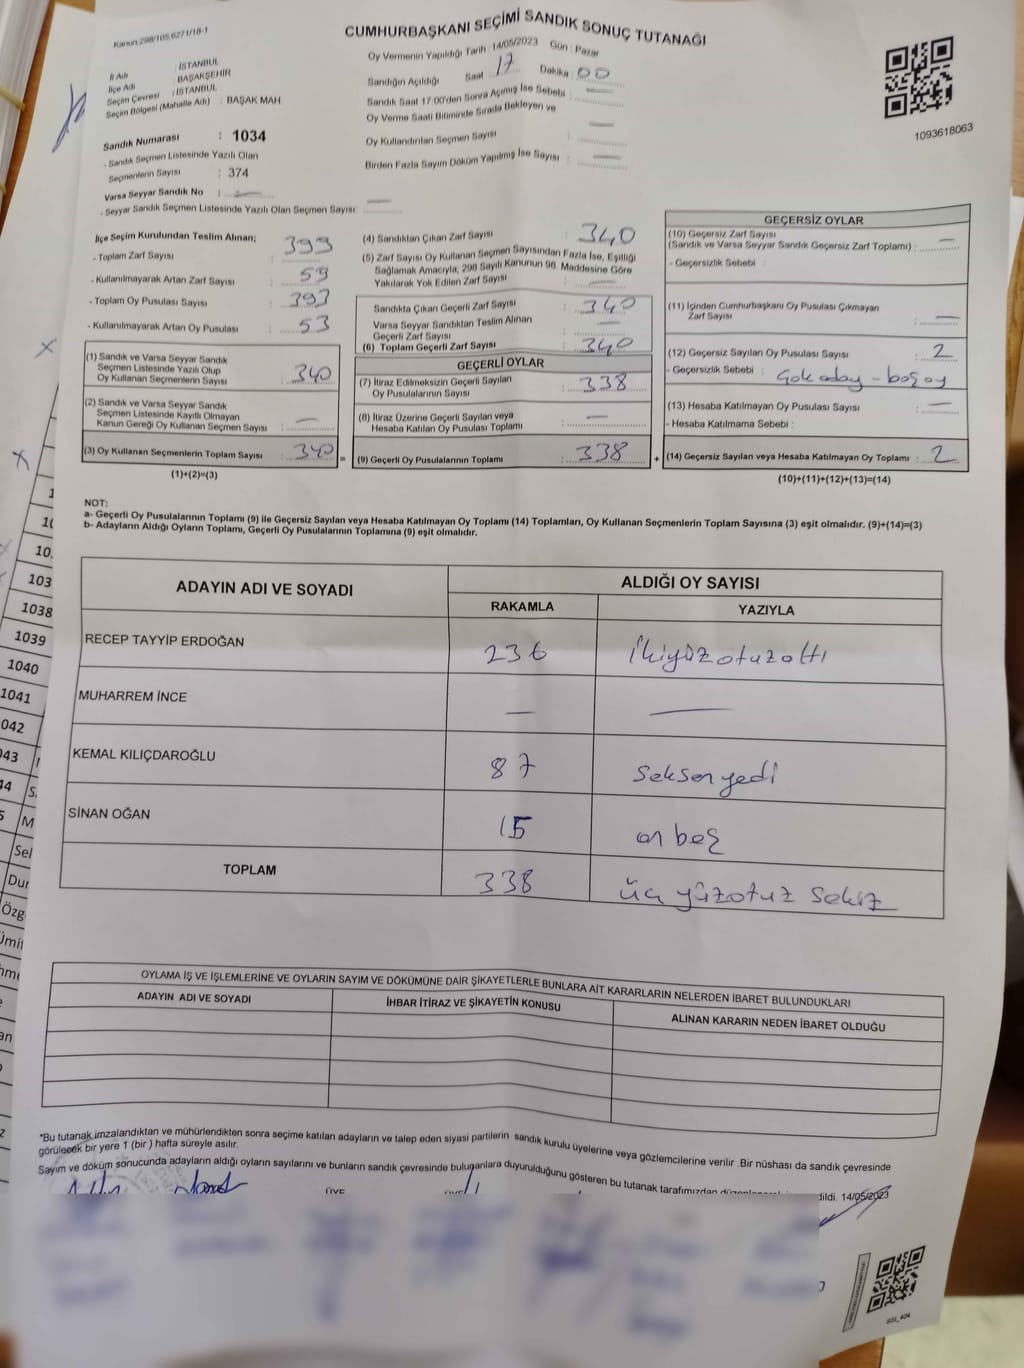 Kanun:298/105,6271/18-1
CUMHURBAŞKANI SEÇİMİ SANDIK SONUÇ TUTANAĞI
Oy Vermenin Yapıldığı Tarih : 14/05/2023 Gün : Pazar
İl Adı : İSTANBUL
İlçe Adı : BAŞAKŞEHİR
Seçim Çevresi : İSTANBUL
Seçim Bölgesi (Mahalle Adı) : BAŞAK MAH
Sandığın Açıldığı Saat 17 Dakika : 00
Sandık Saat 17:00'den Sonra Açımış İse Sebebi : —
Oy Verme Saati Bitiminde Sırada Bekleyen ve
Oy Kullandırılan Seçmen Sayısı : —
Birden Fazla Sayım Döküm Yapılmış İse Sayısı : —
1093618063
Sandık Numarası : 1034
- Sandık Seçmen Listesinde Yazılı Olan
Seçmenlerin Sayısı : 374
Varsa Seyyar Sandık No : —
- Seyyar Sandık Seçmen Listesinde Yazılı Olan Seçmen Sayısı: —
İlçe Seçim Kurulundan Teslim Alınan;
- Toplam Zarf Sayısı : 399
- Kullanılmayarak Artan Zarf Sayısı : 59
- Toplam Oy Pusulası Sayısı : 393
- Kullanılmayarak Artan Oy Pusulası : 53
(1) Sandık ve Varsa Seyyar Sandık
Seçmen Listesinde Yazılı Olup
Oy Kullanan Seçmenlerin Sayısı : 340
(2) Sandık ve Varsa Seyyar Sandık
Seçmen Listesinde Kayıtlı Olmayan
Kanun Gereği Oy Kullanan Seçmen Sayısı : —
(3) Oy Kullanan Seçmenlerin Toplam Sayısı : 340 =
(1)+(2)=(3)
(4) Sandıktan Çıkan Zarf Sayısı : 340
(5) Zarf Sayısı Oy Kullanan Seçmen Sayısından Fazla İse, Eşitliği
Sağlamak Amacıyla, 298 Sayılı Kanunun 98. Maddesine Göre
Yakılarak Yok Edilen Zarf Sayısı : —
Sandıkta Çıkan Geçerli Zarf Sayısı : 340
Varsa Seyyar Sandıktan Teslim Alınan
Geçerli Zarf Sayısı : —
(6) Toplam Geçerli Zarf Sayısı : 340
GEÇERLİ OYLAR
(7) İtiraz Edilmeksizin Geçerli Sayılan
Oy Pusulalarının Sayısı : 338
(8) İtiraz Üzerine Geçerli Sayılan veya
Hesaba Katılan Oy Pusulası Toplamı : —
(9) Geçerli Oy Pusulalarının Toplamı : 338 +
GEÇERSİZ OYLAR
(10) Geçersiz Zarf Sayısı
(Sandık ve Varsa Seyyar Sandık Geçersiz Zarf Toplamı) : —
- Geçersizlik Sebebi :
(11) İçinden Cumhurbaşkanı Oy Pusulası Çıkmayan
Zarf Sayısı : —
(12) Geçersiz Sayılan Oy Pusulası Sayısı : 2
- Geçersizlik Sebebi : Çok aday - boş oy
(13) Hesaba Katılmayan Oy Pusulası Sayısı : —
- Hesaba Katılmama Sebebi :
(14) Geçersiz Sayılan veya Hesaba Katılmayan Oy Toplamı : 2
(10)+(11)+(12)+(13)=(14)
NOT:
a- Geçerli Oy Pusulalarının Toplamı (9) ile Geçersiz Sayılan veya Hesaba Katılmayan Oy Toplamı (14) Toplamları, Oy Kullanan Seçmenlerin Toplam Sayısına (3) eşit olmalıdır. (9)+(14)=(3)
b- Adayların Aldığı Oyların Toplamı, Geçerli Oy Pusulalarının Toplamına (9) eşit olmalıdır.
ADAYIN ADI VE SOYADI ALDIĞI OY SAYISI
RAKAMLA YAZIYLA
RECEP TAYYİP ERDOĞAN 236 İkiyüzotuzaltı
MUHARREM İNCE — —
KEMAL KILIÇDAROĞLU 87 seksenyedi
SİNAN OĞAN 15 on beş
TOPLAM 338 üç yüzotuz sekiz
OYLAMA İŞ VE İŞLEMLERİNE VE OYLARIN SAYIM VE DÖKÜMÜNE DAİR ŞİKAYETLERLE BUNLARA AİT KARARLARIN NELERDEN İBARET BULUNDUKLARI
ADAYIN ADI VE SOYADI İHBAR İTİRAZ VE ŞİKAYETİN KONUSU ALINAN KARARIN NEDEN İBARET OLDUĞU
*Bu tutanak imzalandıktan ve mühürlendikten sonra seçime katılan adayların ve talep eden siyasi partilerin sandık kurulu üyelerine veya gözlemcilerine verilir .Bir nüshası da sandık çevresinde
görülecek bir yere 1 (bir ) hafta süreyle asılır.
Sayım ve döküm sonucunda adayların aldığı oyların sayılarını ve bunların sandık çevresinde bulunanlara duyurulduğunu gösteren bu tutanak tarafımızdan dildi. 14/05/2023
ÜYE
SSI_404
103
1038
1039
1040
1041
042
043
Sel
Dur
Özg
Ümit